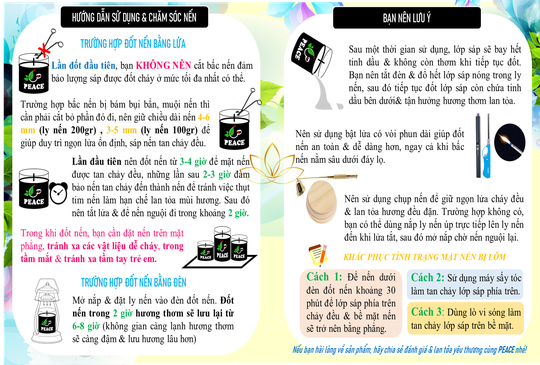 HƯỚNG DẪN SỬ DỤNG & CHĂM SÓC NẾN
TRƯỜNG HỢP ĐỐT NẾN BẰNG LỬA
Lần đốt đầu tiên, bạn KHÔNG NÊN cắt bấc nến đảm
bảo lượng sáp được đốt chảy ở mức tối đa nhất có thể.
PEACE
Trường hợp bấc nến bị bám bụi bẩn, muội nến thì
cần phải cắt bỏ phần đó đi, nên giữ chiều dài nến 4-6
mm (ly nến 200gr) , 3-5 mm (ly nến 100gr) để
giúp duy trì ngọn lửa ổn định, sáp nến tan chảy đều.
PEACE
Lần đầu tiên nên đốt nến từ 3-4 giờ để mặt nến
được tan chảy đều, những lần sau 2-3 giờ đảm
bảo nến tan chảy đến thành nến để tránh việc thụt
tim nến làm hạn chế lan tỏa mùi hương. Sau đó
nên tắt lửa & để nến nguội đi trong khoảng 2 giờ.
PEACE
Trong khi đốt nến, bạn cần đặt nến trên mặt
phẳng, tránh xa các vật liệu dễ cháy, trong
tầm mắt & tránh xa tầm tay trẻ em.
TRƯỜNG HỢP ĐỐT NẾN BẰNG ĐÈN
Mở nắp & đặt ly nến vào đèn đốt nến. Đốt
nến trong 2 giờ hương thơm sẽ lưu lại từ
6-8 giờ (không gian càng lạnh hương thơm
sẽ càng đậm & lưu hương lâu hơn)
BẠN NÊN LƯU Ý
Sau một thời gian sử dụng, lớp sáp sẽ bay hết
tinh dầu & không còn thơm khi tiếp tục đốt.
Bạn nên tắt đèn & đổ hết lớp sáp nóng trong ly
nến, sau đó tiếp tục đốt lớp sáp còn chứa tinh
dầu bên dưới& tận hưởng hương thơm lan tỏa.
Nên sử dụng bật lửa có vòi phun dài giúp đốt
nến an toàn & dễ dàng hơn, ngay cả khi bấc
nến nằm sâu dưới đáy lọ.
Nên sử dụng chụp nến để giữ ngọn lửa cháy đều
& lan tỏa hương đều đặn. Trường hợp không có,
bạn có thể dùng nắp ly nến úp trực tiếp lên ly nến
đến khi lửa tắt, sau đó mở nắp chờ nến nguội lại.
KHẮC PHỤC TÌNH TRẠNG MẶT NẾN BỊ LÕM
Cách 1: Để nến dưới
đèn đốt nến khoảng 30
phút để lớp sáp phía trên
chảy đều & bề mặt nến
sẽ trở nên bằng phẳng.
Cách 2: Sử dụng máy sấy tóc
làm tan chảy lớp sáp phía trên.
Cách 3: Dùng lò vi sóng làm
tan chảy lớp sáp trên bề mặt.
Nếu bạn hài lòng về sản phẩm, hãy chia sẻ đánh giá & lan tỏa yêu thương cùng PEACE nhé!